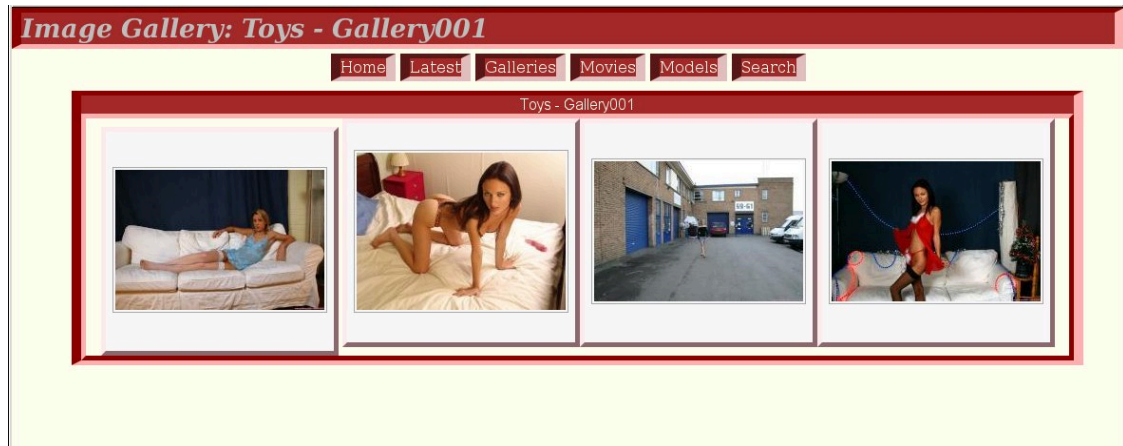 Image Gallery: Toys - Gallery001
Home Latest Galleries Movies Models Search
Toys - Gallery001